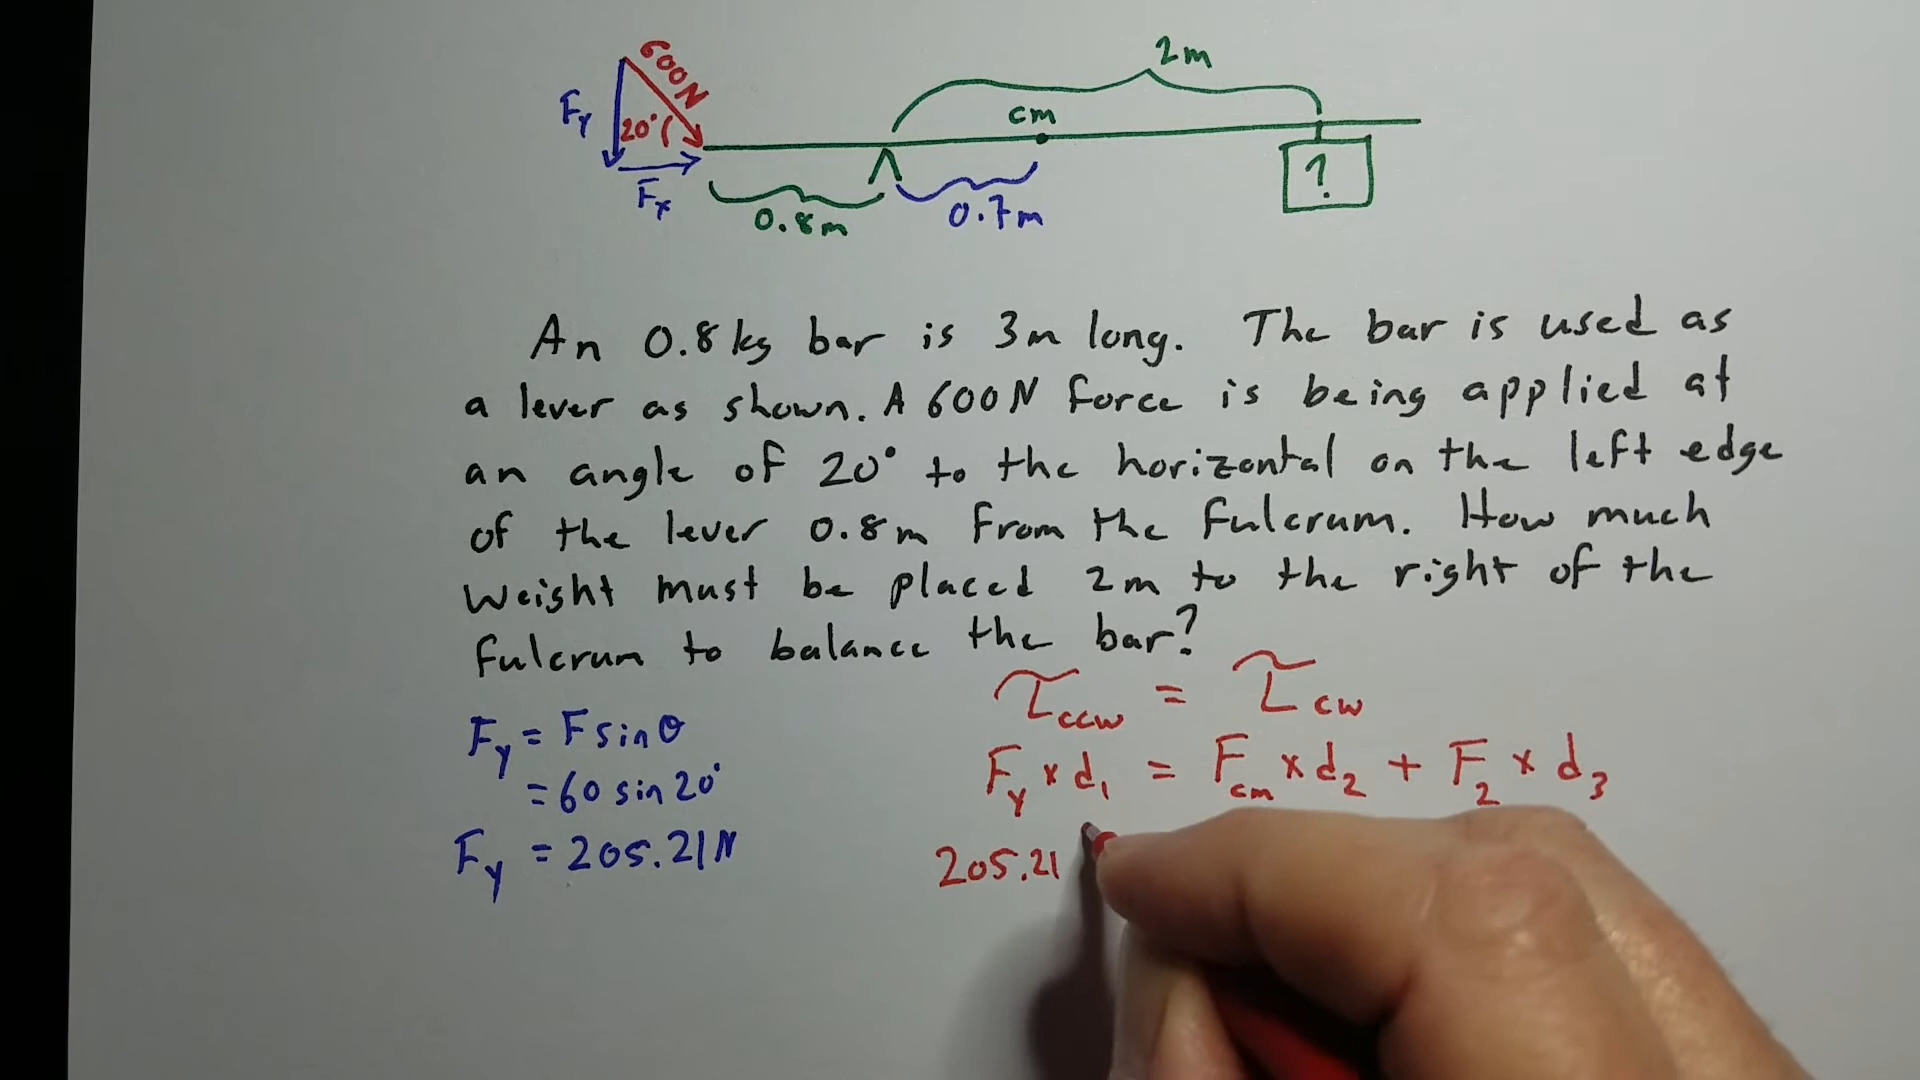 2m
600N
Fy
20°
cm
?
Fx
0.8m
0.7m
An 0.8kg bar is 3m long. The bar is used as
a lever as shown. A 600N force is being applied at
an angle of 20° to the horizontal on the left edge
of the lever 0.8m from the fulcrum. How much
weight must be placed 2m to the right of the
fulcrum to balance the bar?
τccw = τcw
Fy = F sin θ
Fy × d1 = Fcm × d2 + F2 × d3
= 60 sin 20°
Fy = 205.21N
205.21